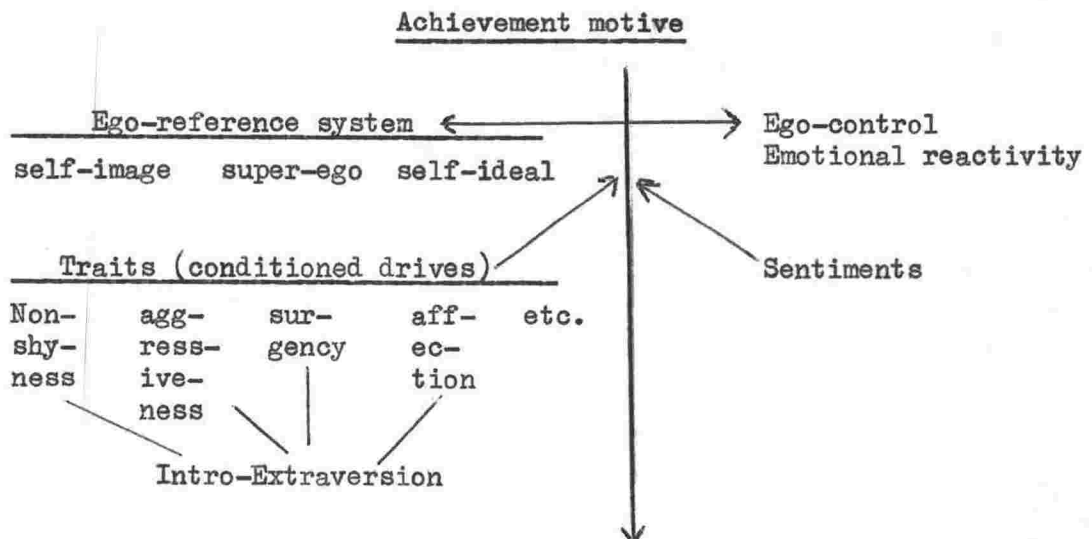 Achievement motive
Ego-reference system
Ego-control
Emotional reactivity
self-image super-ego self-ideal
Traits (conditioned drives)
Sentiments
Non- agg- sur- aff- etc.
shy- ress- gency ec-
ness ive- tion
ness
Intro-Extraversion